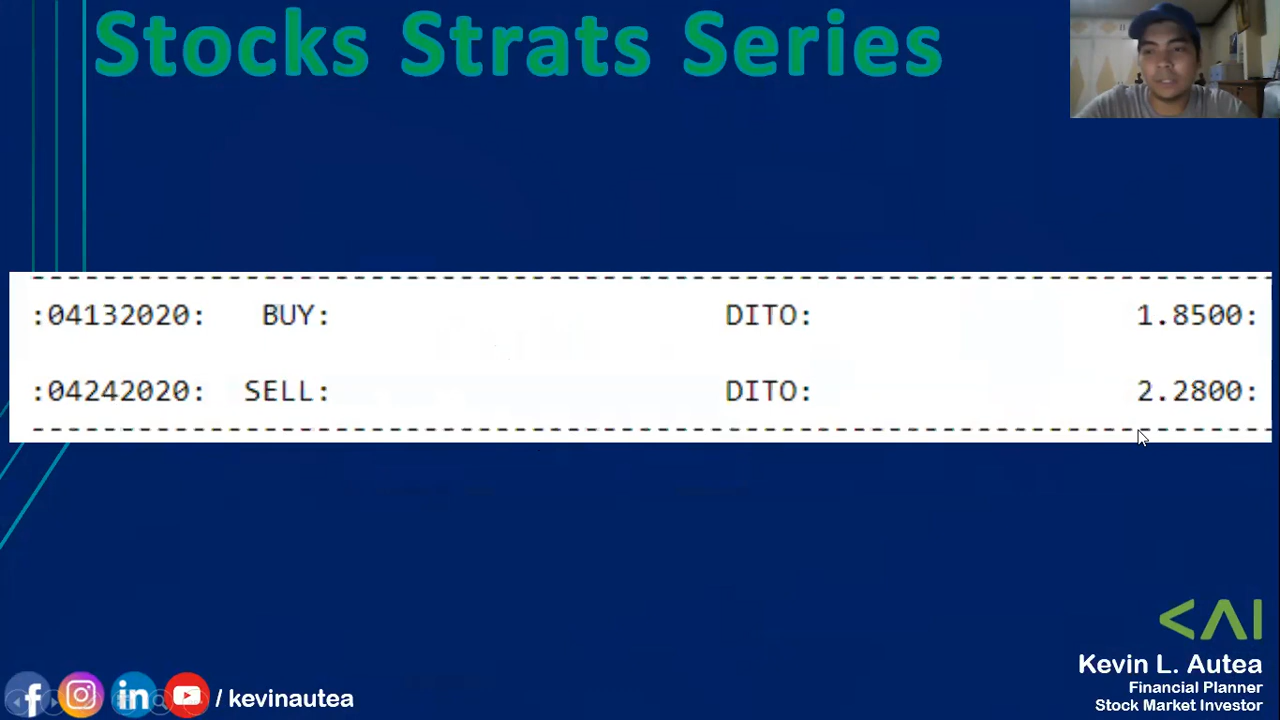 Stocks Strats Series
:04132020: BUY: DITO: 1.8500:
:04242020: SELL: DITO: 2.2800:
Kevin L. Autea
Financial Planner
Stock Market Investor
/ kevinautea